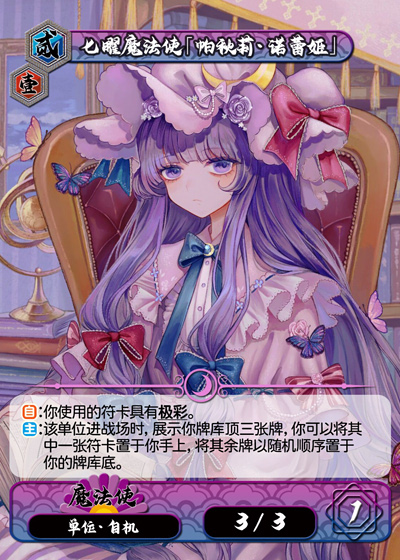 贰
七曜魔法使「帕秋莉·诺蕾姬」
壹
自:你使用的符卡具有极彩。
主:该单位进战场时，展示你牌库顶三张牌，你可以将其
中一张符卡置于你手上，将其余牌以随机顺序置于
你的牌库底。
魔法使
单位·自机
3/3
1